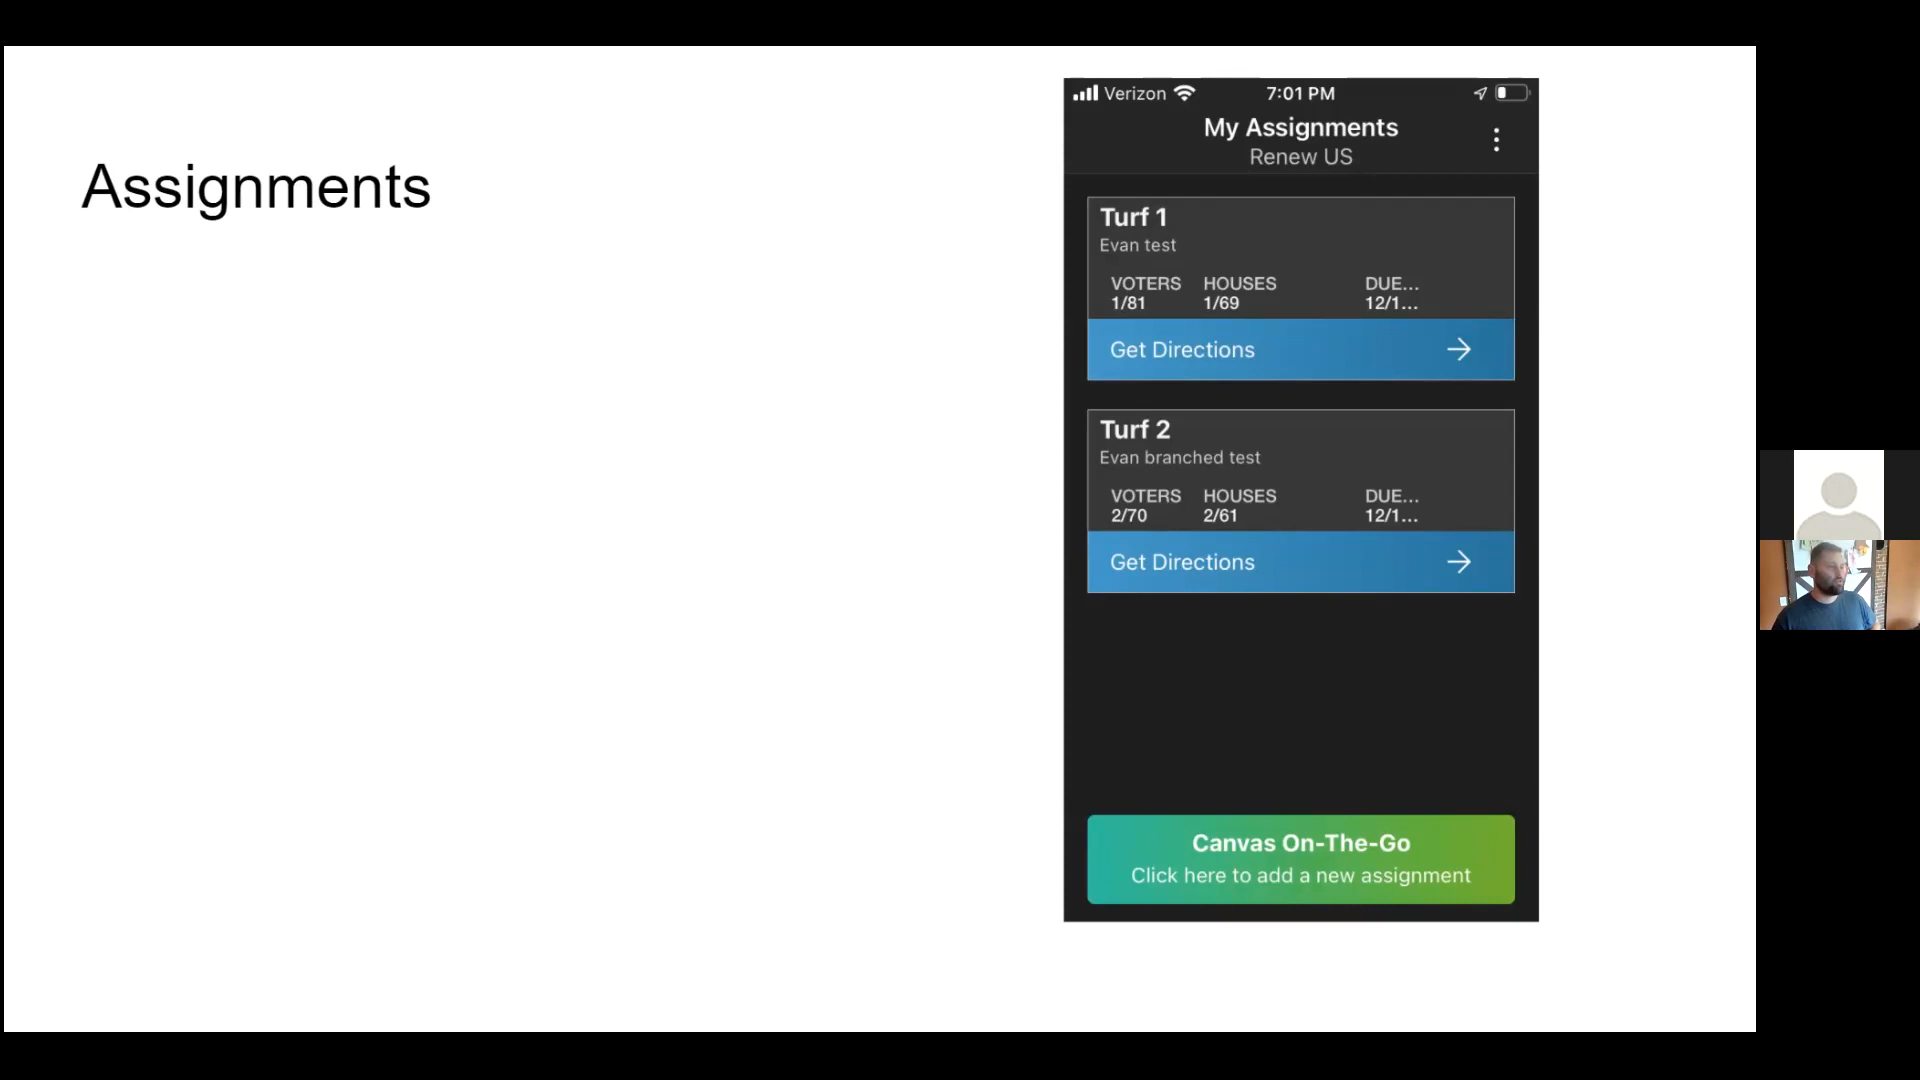 Assignments
Verizon 7:01 PM
My Assignments
Renew US
Turf 1
Evan test
VOTERS HOUSES DUE...
1/81 1/69 12/1...
Get Directions
Turf 2
Evan branched test
VOTERS HOUSES DUE...
2/70 2/61 12/1...
Get Directions
Canvas On-The-Go
Click here to add a new assignment